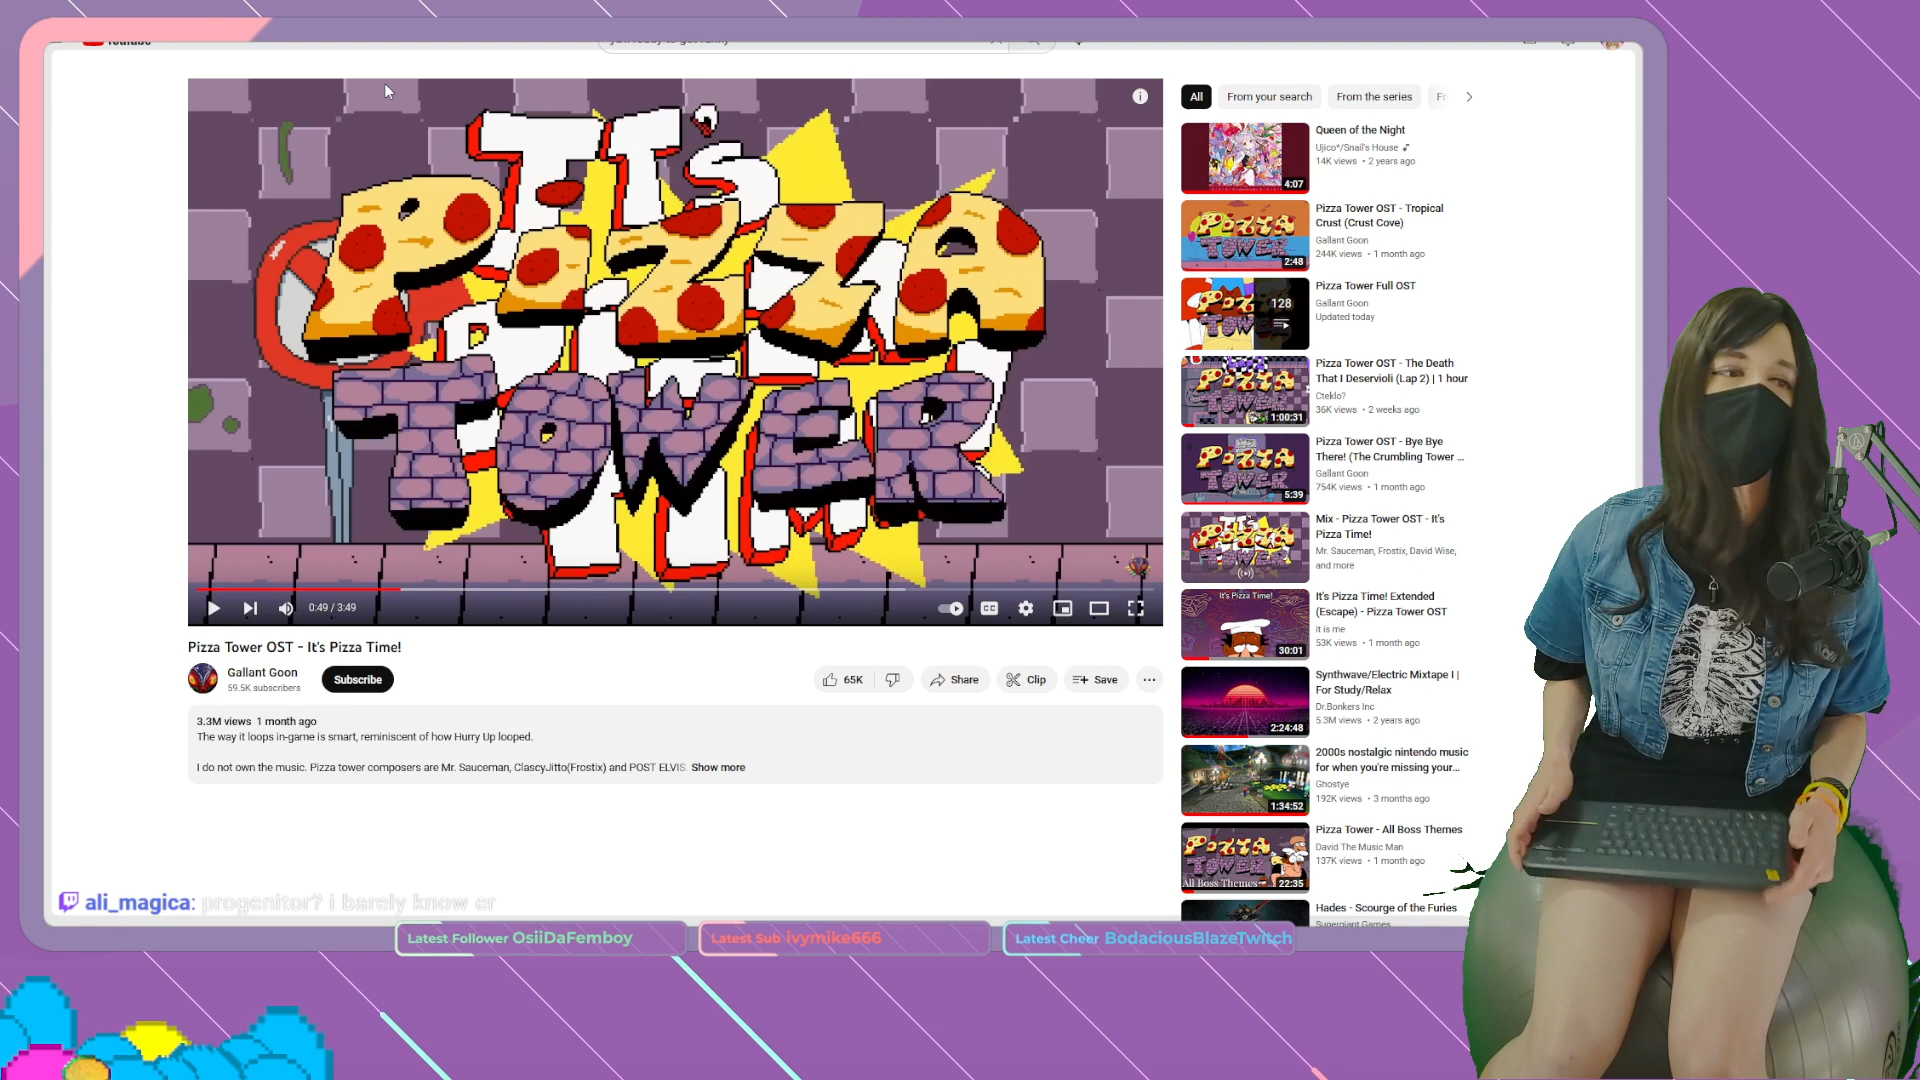 YouTube
IT's
PIZZA
TOWER
0:49 / 3:49
CC
Pizza Tower OST - It's Pizza Time!
Gallant Goon
59.5K subscribers
Subscribe
65K
Share
Clip
Save
3.3M views 1 month ago
The way it loops in-game is smart, reminiscent of how Hurry Up looped.
I do not own the music. Pizza tower composers are Mr. Sauceman, ClascyJitto(Frostix) and POST ELVIS Show more
All
From your search
From the series
Queen of the Night
Ujico*/Snail's House
14K views • 2 years ago
4:07
Pizza Tower OST - Tropical
Crust (Crust Cove)
Gallant Goon
244K views • 1 month ago
2:48
Pizza Tower Full OST
Gallant Goon
Updated today
128
Pizza Tower OST - The Death
That I Deservioli (Lap 2) | 1 hour
Cteklo?
36K views • 2 weeks ago
1:00:31
Pizza Tower OST - Bye Bye
There! (The Crumbling Tower ...
Gallant Goon
754K views • 1 month ago
5:39
Mix - Pizza Tower OST - It's
Pizza Time!
Mr. Sauceman, Frostix, David Wise,
and more
It's Pizza Time! Extended
(Escape) - Pizza Tower OST
it is me
53K views • 1 month ago
It's Pizza Time!
30:01
Synthwave/Electric Mixtape I |
For Study/Relax
Dr.Bonkers Inc
5.3M views • 2 years ago
2:24:48
2000s nostalgic nintendo music
for when you're missing your...
Ghostye
192K views • 3 months ago
1:34:52
Pizza Tower - All Boss Themes
David The Music Man
137K views • 1 month ago
All Boss Themes
22:35
Hades - Scourge of the Furies
Supergiant Games
ali_magica: progenitor? i barely know er
Latest Follower OsiiDaFemboy
Latest Sub ivymike666
Latest Cheer BodaciousBlazeTwitch